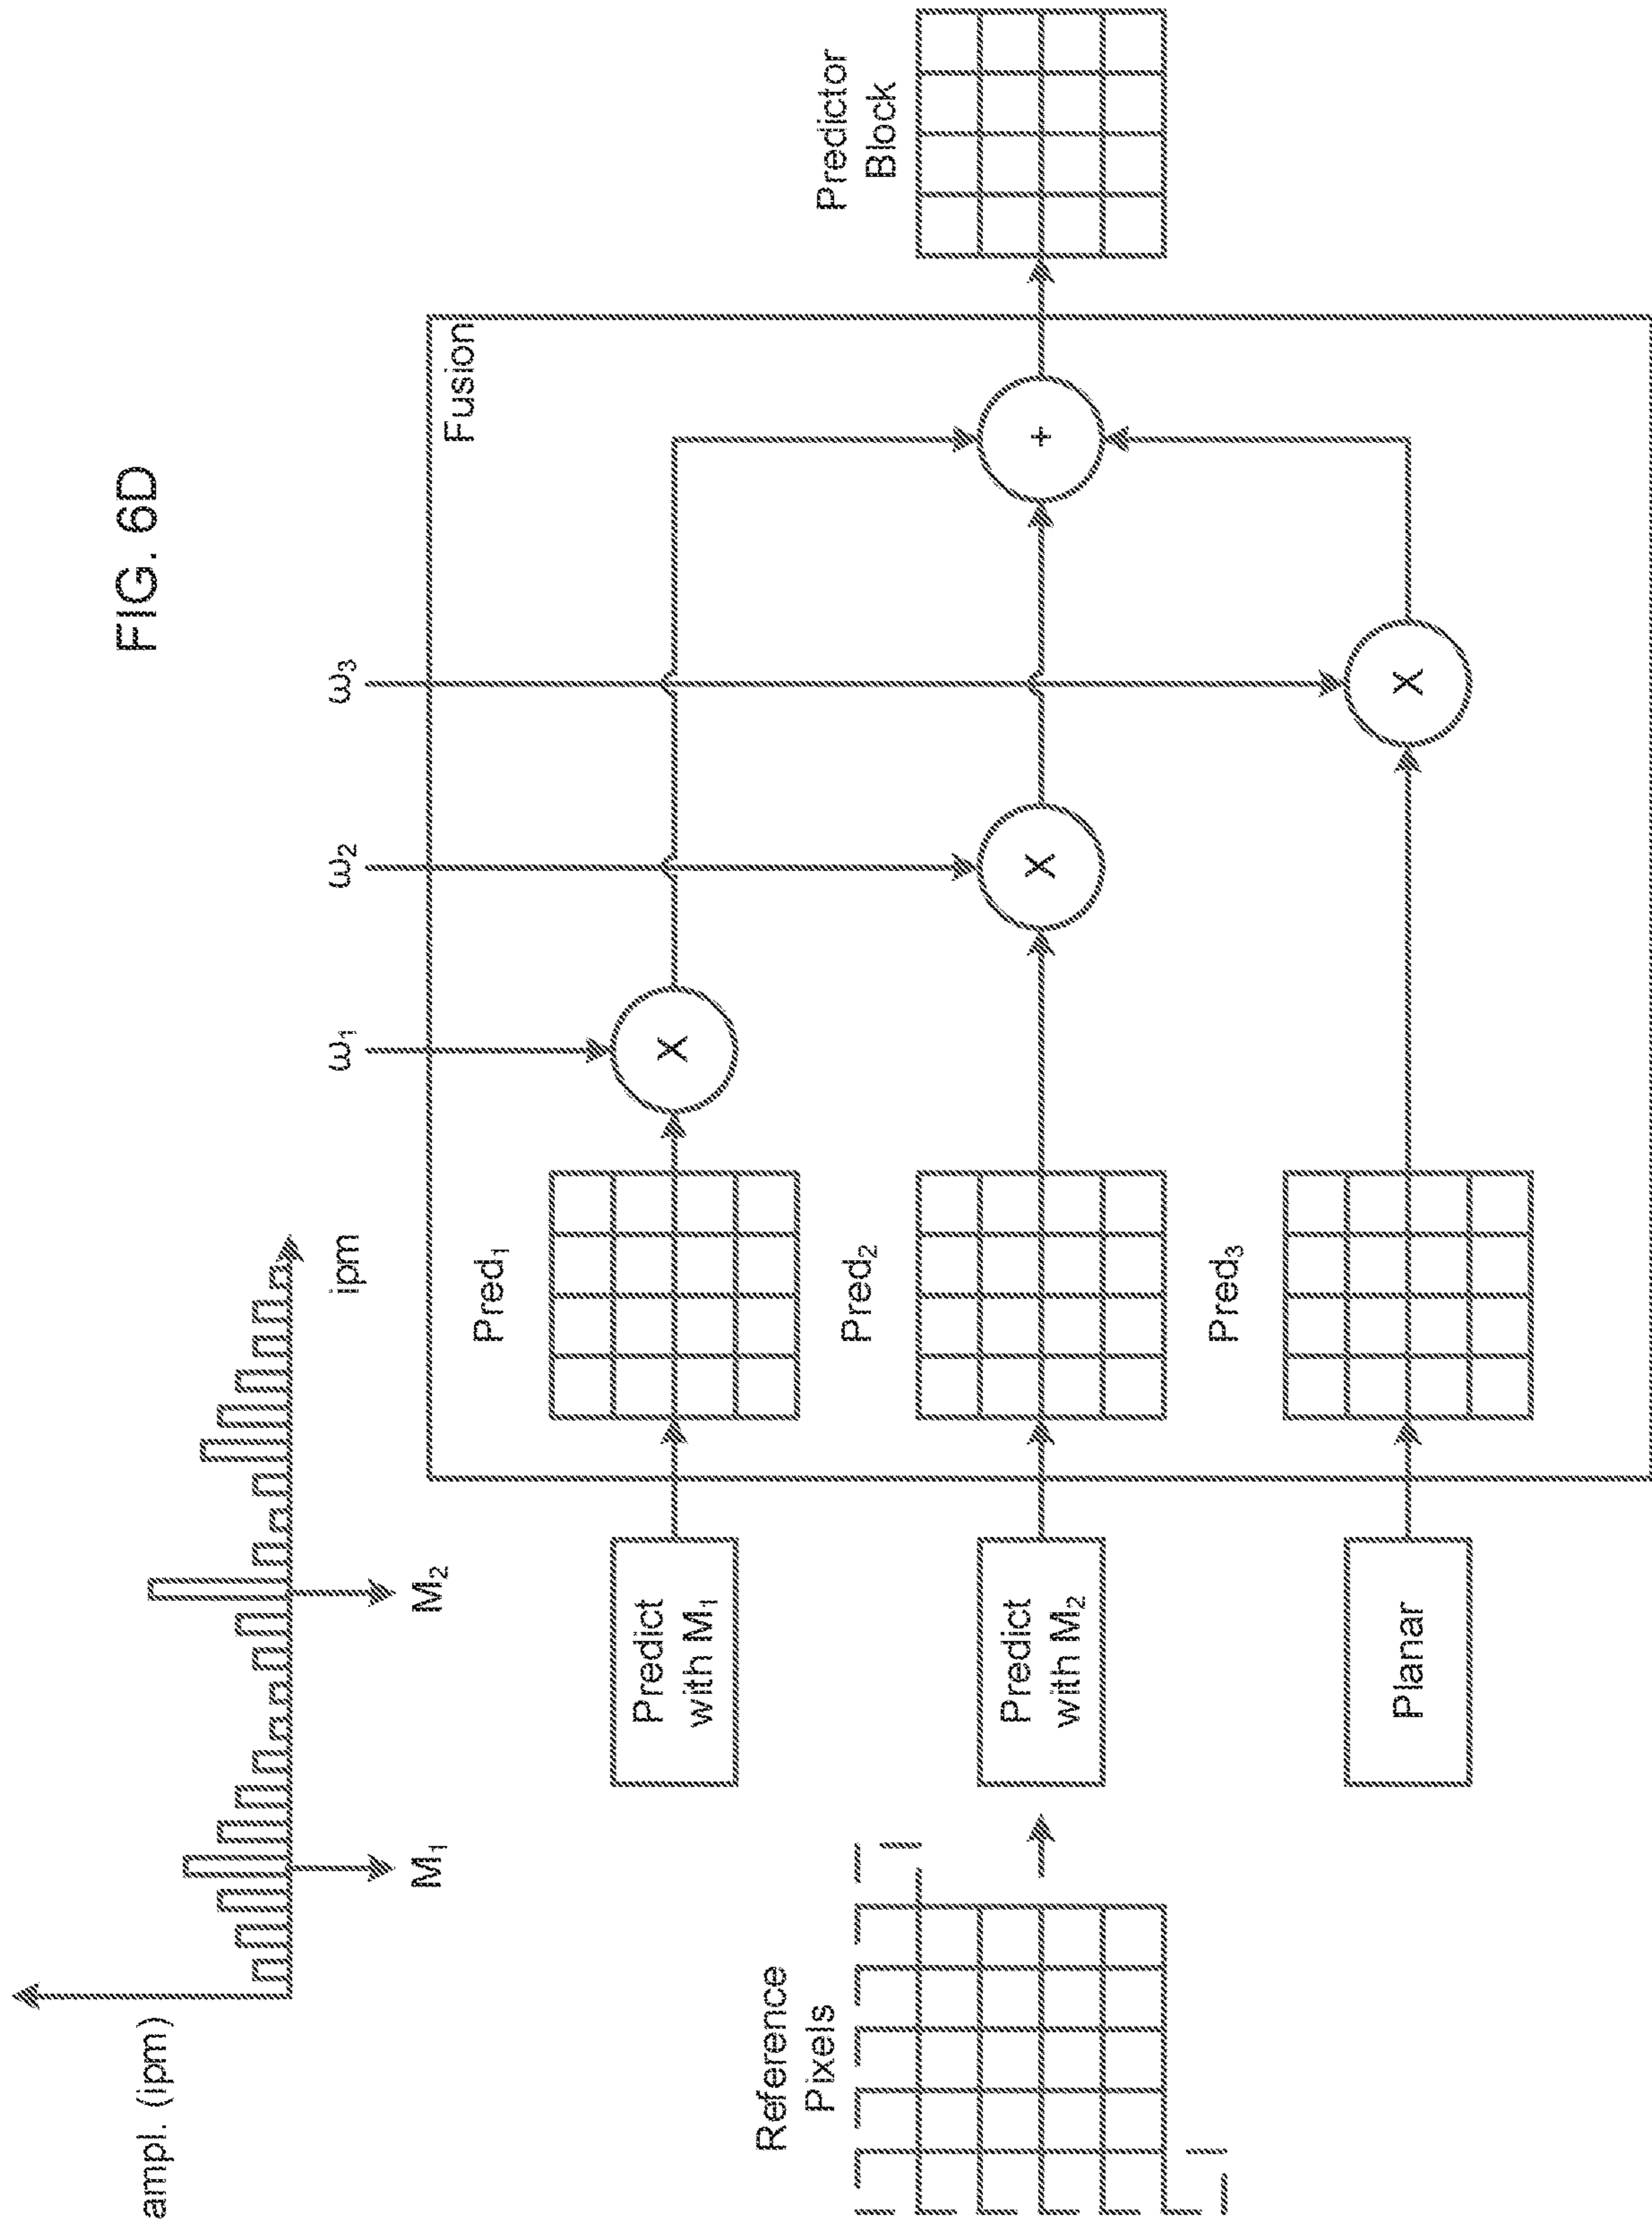 FIG. 6D
ampl. (ipm)
ipm
M₁
M₂
ω₁
ω₂
ω₃
Fusion
Reference
Pixels
Predict
with M₁
Pred₁
X
Predict
with M₂
Pred₂
X
+
Planar
Pred₃
X
Predictor
Block